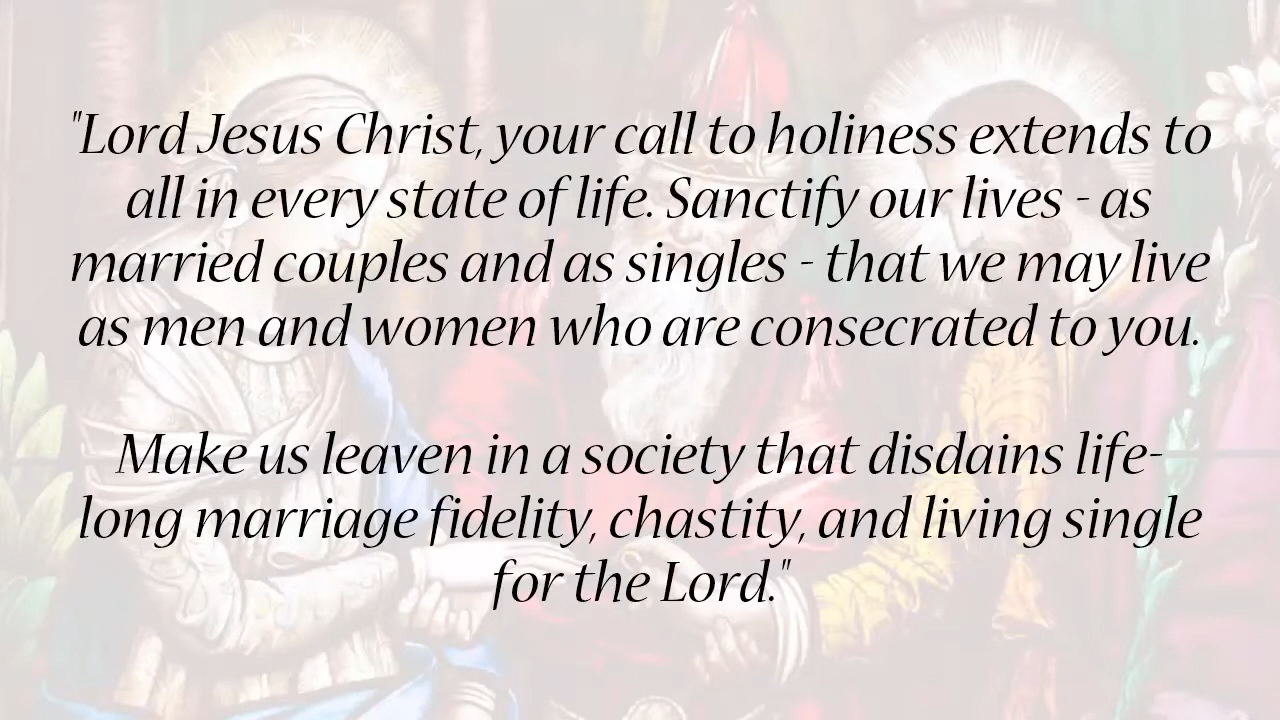 "Lord Jesus Christ, your call to holiness extends to
all in every state of life. Sanctify our lives - as
married couples and as singles - that we may live
as men and women who are consecrated to you.
Make us leaven in a society that disdains life-
long marriage fidelity, chastity, and living single
for the Lord."